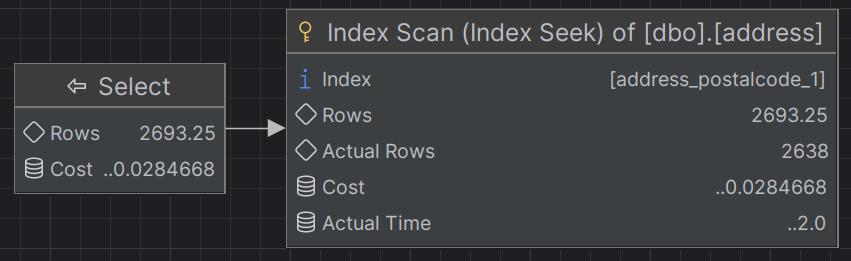 Select
Rows 2693.25
Cost ..0.0284668
Index Scan (Index Seek) of [dbo].[address]
i Index [address_postalcode_1]
Rows 2693.25
Actual Rows 2638
Cost ..0.0284668
Actual Time ..2.0